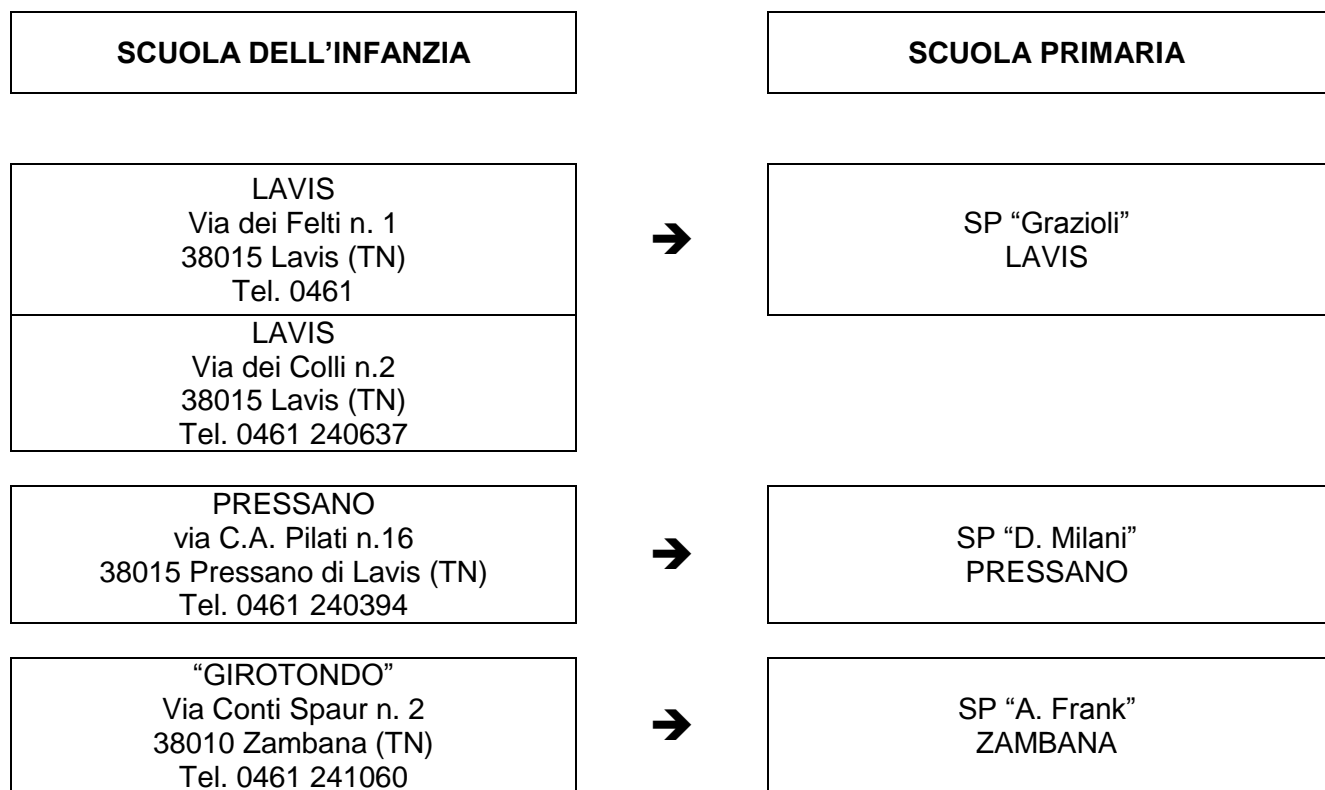 SCUOLA DELL’INFANZIA
SCUOLA PRIMARIA
LAVIS
Via dei Felti n. 1
38015 Lavis (TN)
Tel. 0461
SP “Grazioli”
LAVIS
LAVIS
Via dei Colli n.2
38015 Lavis (TN)
Tel. 0461 240637
PRESSANO
via C.A. Pilati n.16
38015 Pressano di Lavis (TN)
Tel. 0461 240394
SP “D. Milani”
PRESSANO
“GIROTONDO”
Via Conti Spaur n. 2
38010 Zambana (TN)
Tel. 0461 241060
SP “A. Frank”
ZAMBANA